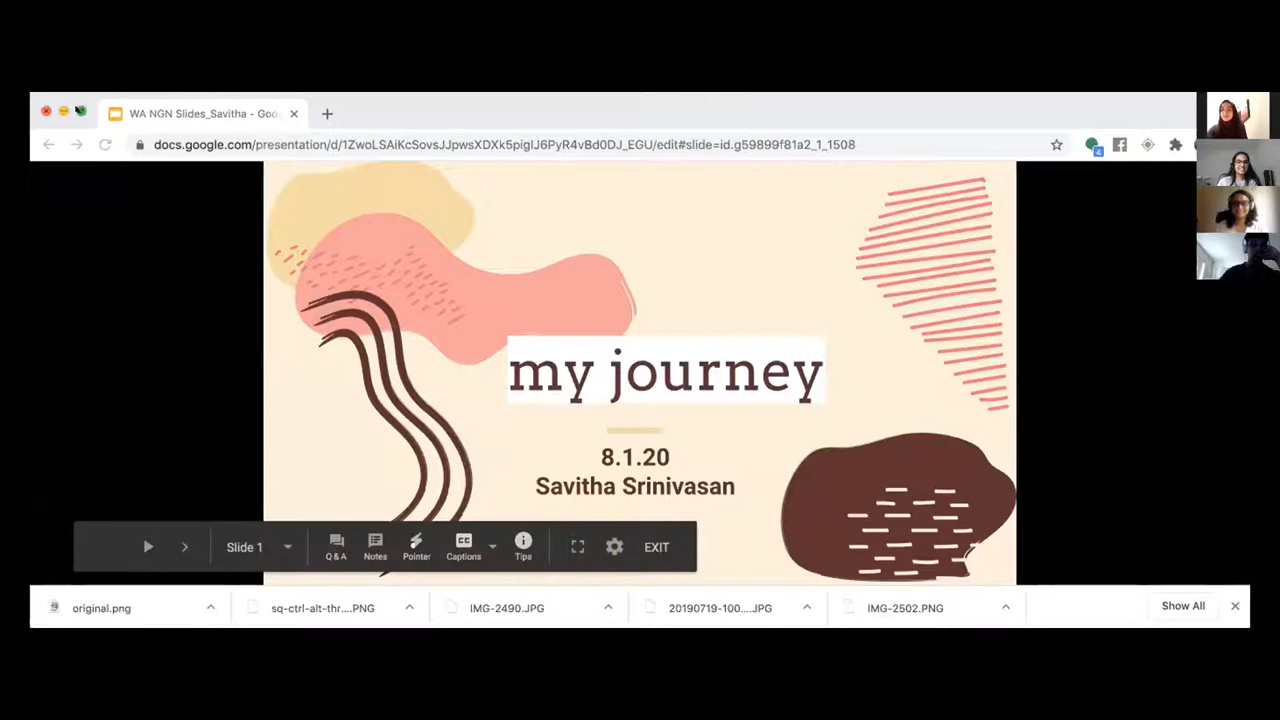 WA NGN Slides_Savitha - Goo
docs.google.com/presentation/d/1ZwoLSAiKcSovsJJpwsXDXk5pigIJ6PyR4vBd0DJ_EGU/edit#slide=id.g59899f81a2_1_1508
4
my journey
8.1.20
Savitha Srinivasan
Slide 1
Q & A
Notes
Pointer
CC
Captions
Tips
EXIT
original.png
sq-ctrl-alt-thr....PNG
IMG-2490.JPG
20190719-100....JPG
IMG-2502.PNG
Show All